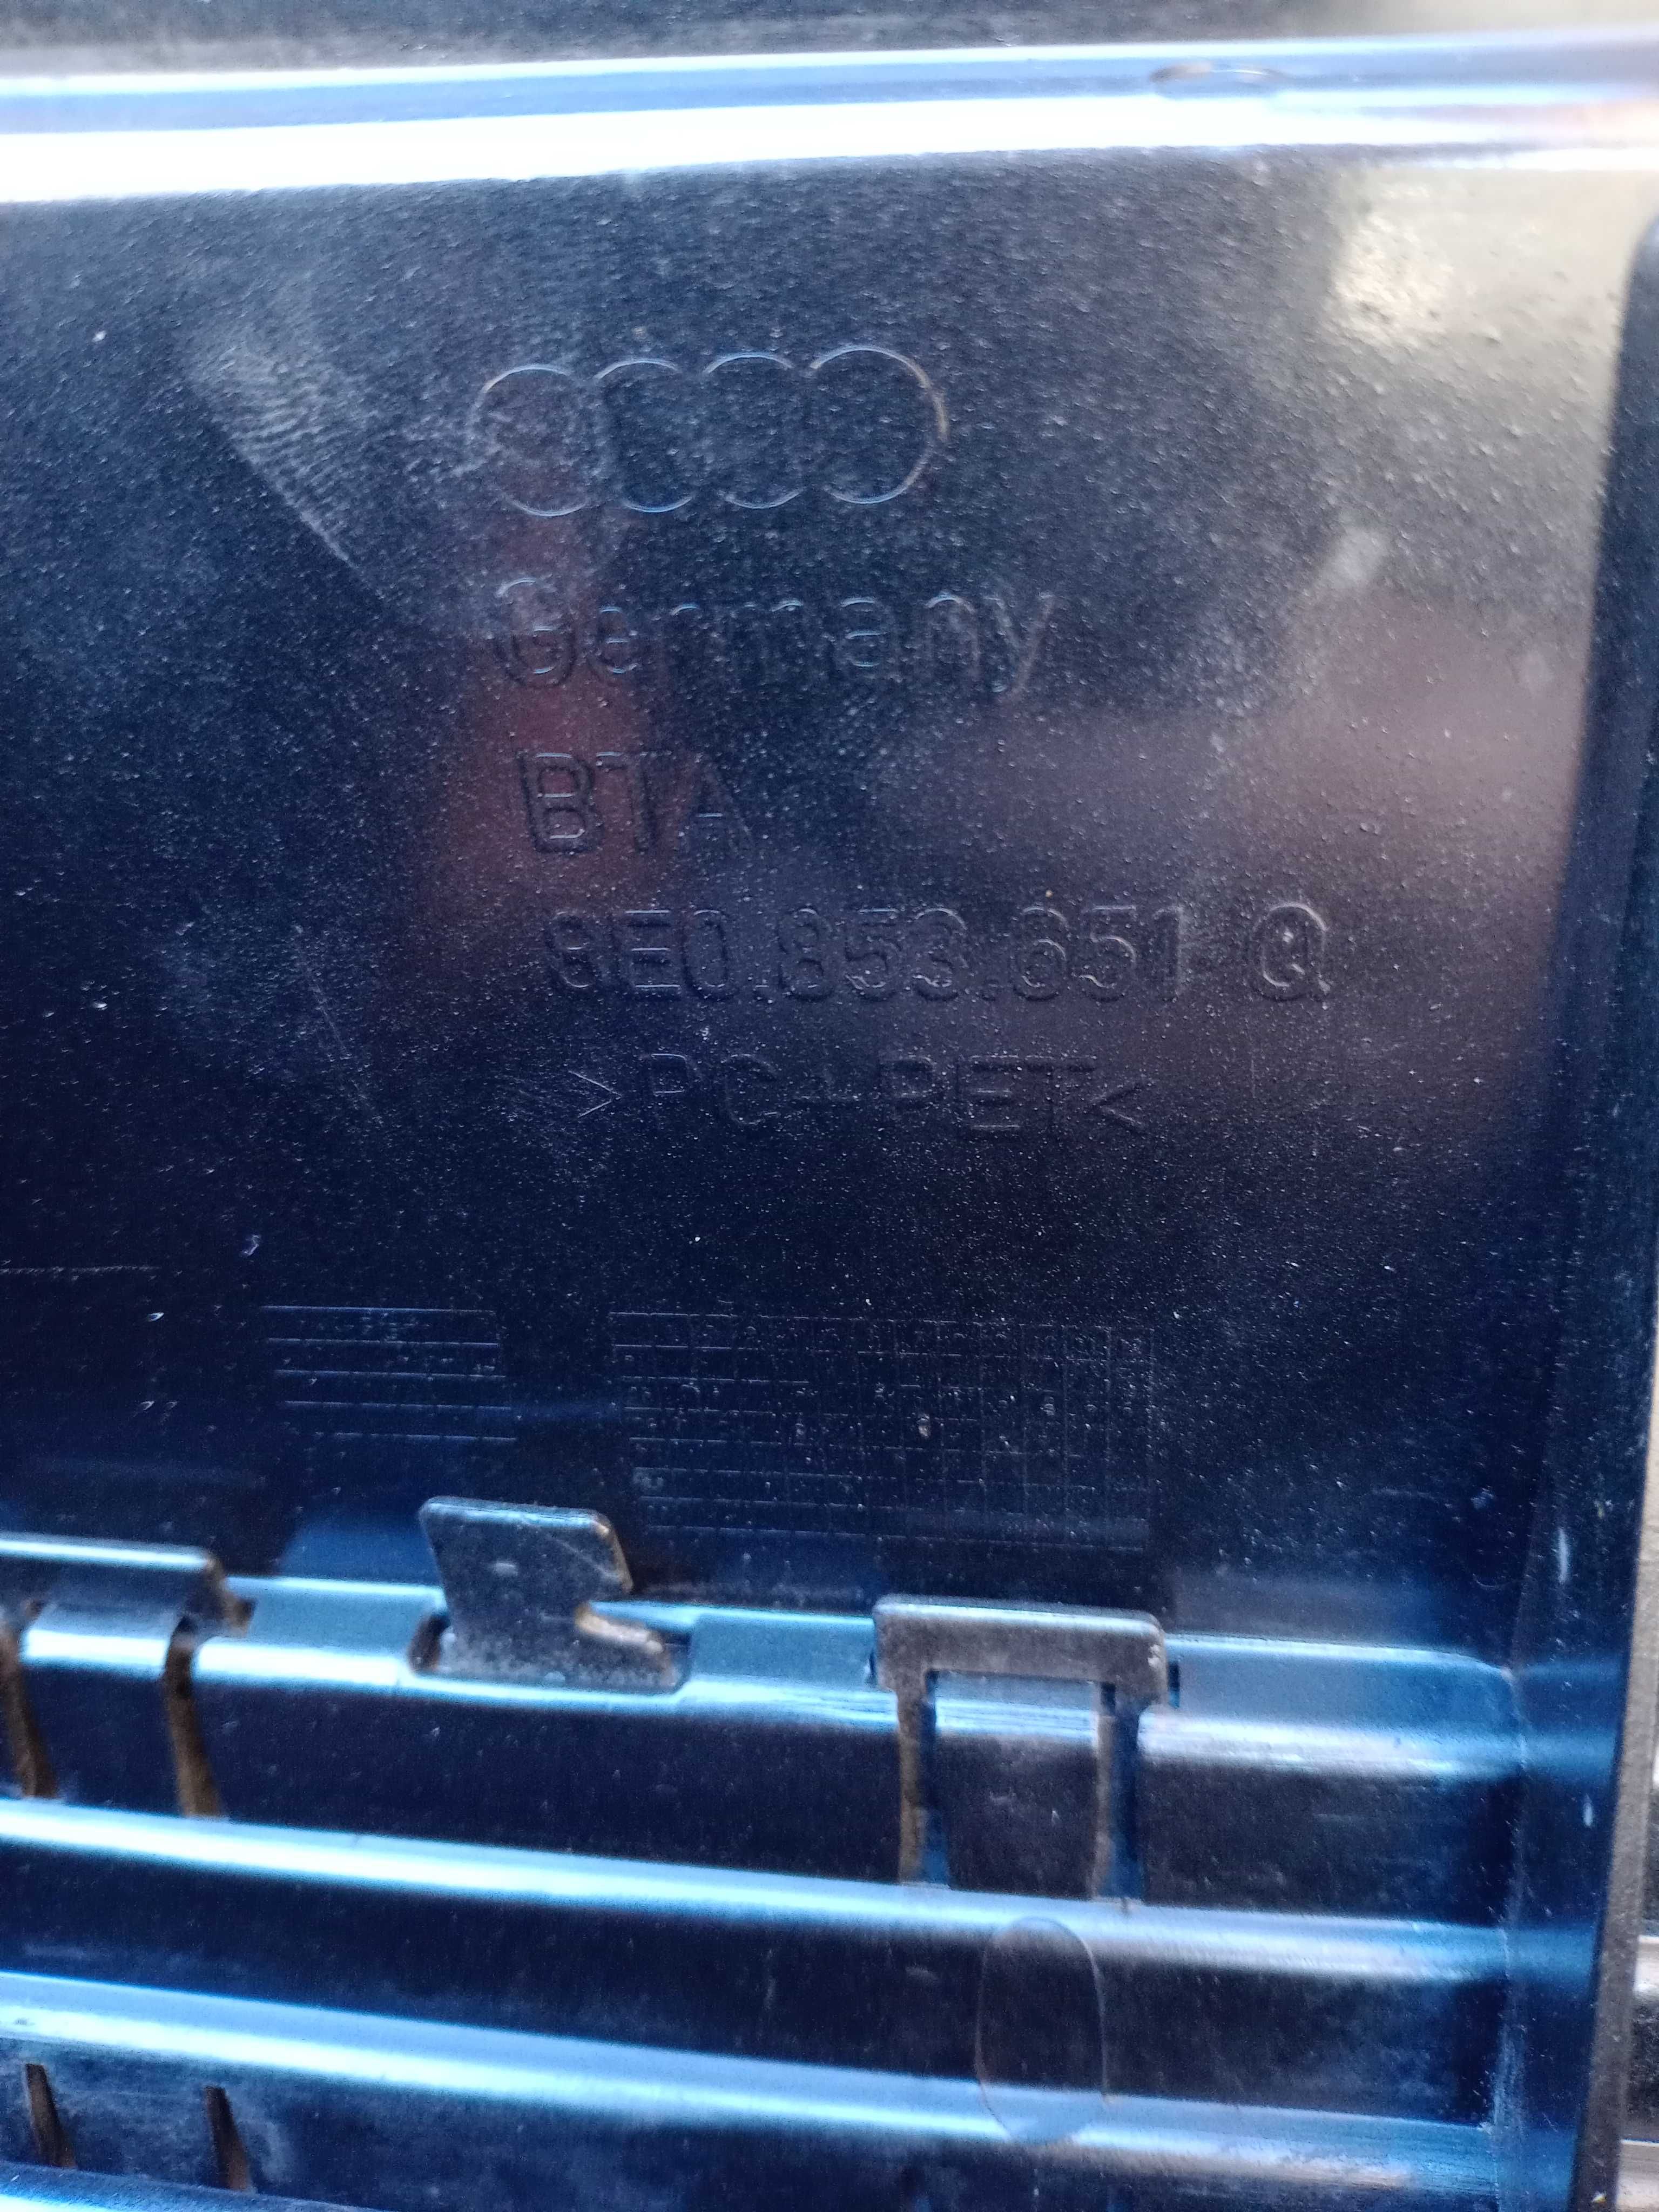 Germany
BTA
8E0.853.651 Q
>PC+PET<